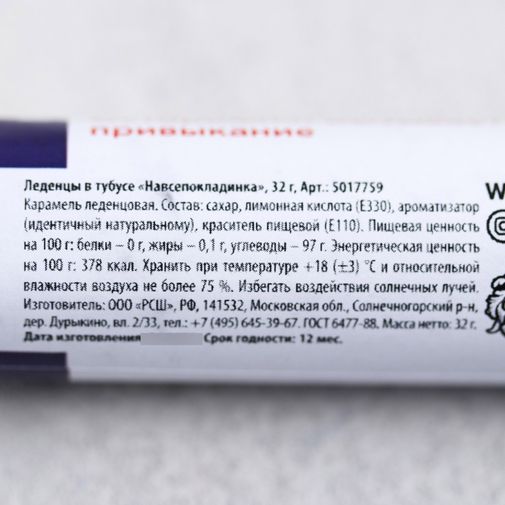 привыкание
Леденцы в тубусе «Навсепокладинка», 32 г, Арт.: 5017759
Карамель леденцовая. Состав: сахар, лимонная кислота (Е330), ароматизатор
(идентичный натуральному), краситель пищевой (Е110). Пищевая ценность
на 100 г: белки – 0 г, жиры – 0,1 г, углеводы – 97 г. Энергетическая ценность
на 100 г: 378 ккал. Хранить при температуре +18 (±3) °С и относительной
влажности воздуха не более 75 %. Избегать воздействия солнечных лучей.
Изготовитель: ООО «РСШ», РФ, 141532, Московская обл., Солнечногорский р-н,
дер. Дурыкино, вл. 2/33, тел.: +7 (495) 645-39-67. ГОСТ 6477-88. Масса нетто: 32 г.
Дата изготовления Срок годности: 12 мес.